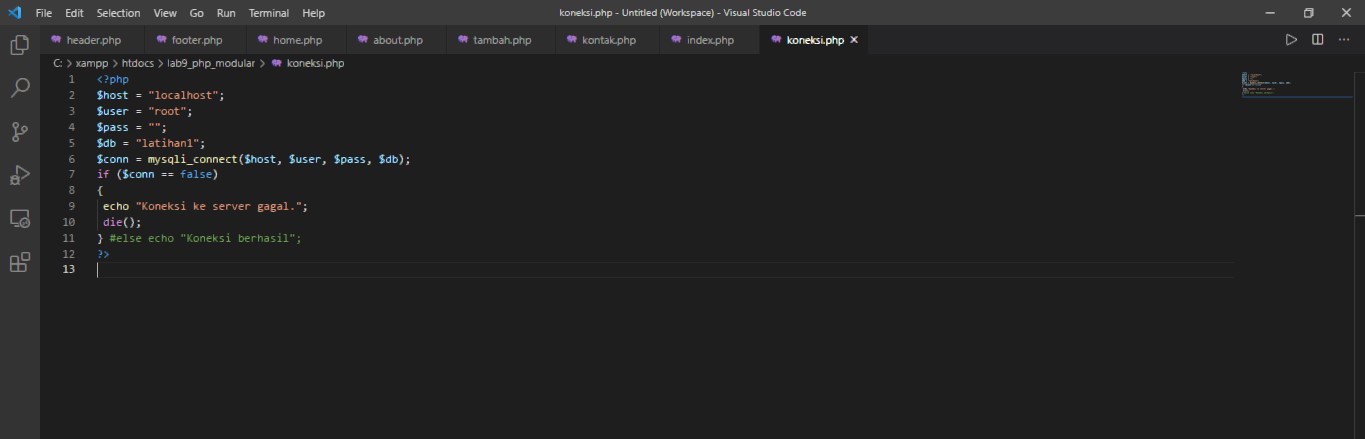 File Edit Selection View Go Run Terminal Help koneksi.php - Untitled (Workspace) - Visual Studio Code
header.php footer.php home.php about.php tambah.php kontak.php index.php koneksi.php
C: > xampp > htdocs > lab9_php_modular > koneksi.php
1 <?php
2 $host = "localhost";
3 $user = "root";
4 $pass = "";
5 $db = "latihan1";
6 $conn = mysqli_connect($host, $user, $pass, $db);
7 if ($conn == false)
8 {
9 echo "Koneksi ke server gagal.";
10 die();
11 } #else echo "Koneksi berhasil";
12 ?>
13